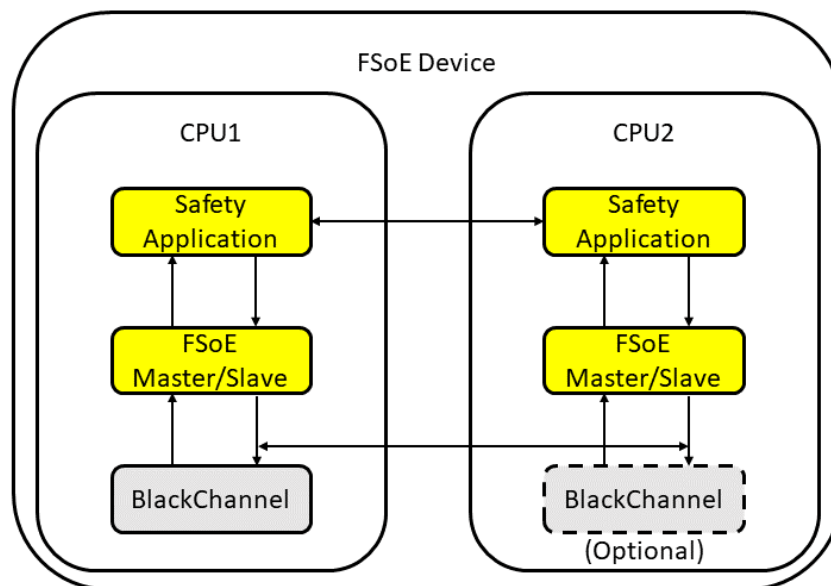 FSoE Device
CPU1
CPU2
Safety
Application
Safety
Application
FSoE
Master/Slave
FSoE
Master/Slave
BlackChannel
BlackChannel
(Optional)